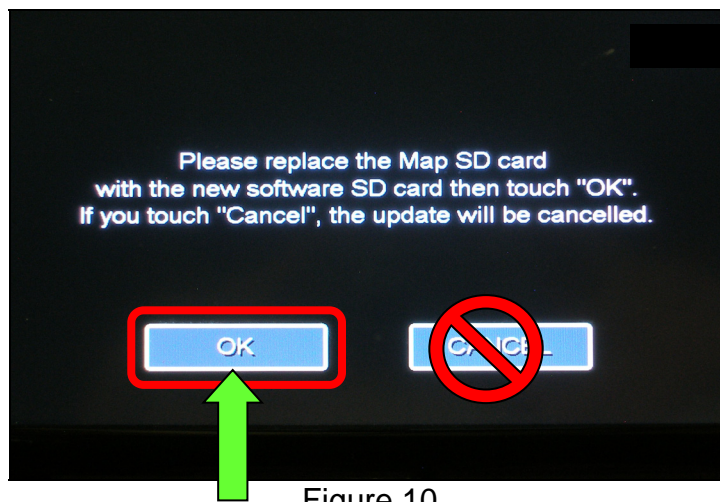 Please replace the Map SD card
with the new software SD card then touch "OK".
If you touch "Cancel", the update will be cancelled.
OK
CANCEL
Figure 10